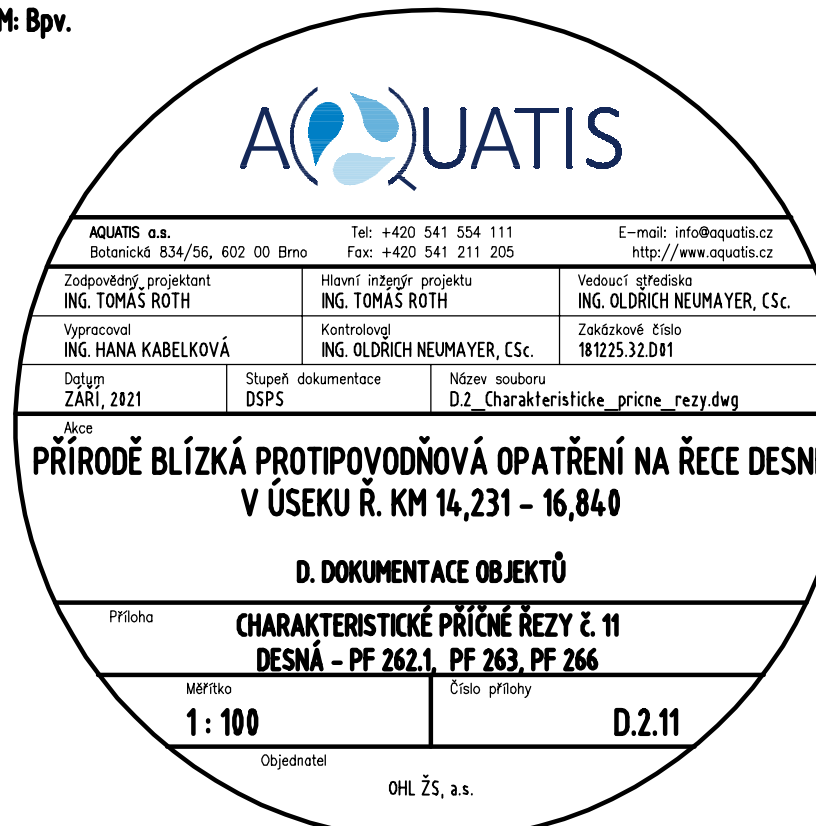 M: Bpv.
AQUATIS
AQUATIS a.s. Tel: +420 541 554 111 E-mail: info@aquatis.cz
Botanická 834/56, 602 00 Brno Fax: +420 541 211 205 http://www.aquatis.cz
Zodpovědný projektant Hlavní inženýr projektu Vedoucí střediska
ING. TOMÁŠ ROTH ING. TOMÁŠ ROTH ING. OLDŘICH NEUMAYER, CSc.
Vypracoval Kontroloval Zakázkové číslo
ING. HANA KABELKOVÁ ING. OLDŘICH NEUMAYER, CSc. 181225.32.D01
Datum Stupeň dokumentace Název souboru
ZÁŘÍ, 2021 DSPS D.2_Charakteristicke_pricne_rezy.dwg
Akce
PŘÍRODĚ BLÍZKÁ PROTIPOVODŇOVÁ OPATŘENÍ NA ŘECE DESN
V ÚSEKU Ř. KM 14,231 - 16,840
D. DOKUMENTACE OBJEKTŮ
Příloha
CHARAKTERISTICKÉ PŘÍČNÉ ŘEZY č. 11
DESNÁ - PF 262.1, PF 263, PF 266
Měřítko Číslo přílohy
1 : 100 D.2.11
Objednatel
OHL ŽS, a.s.